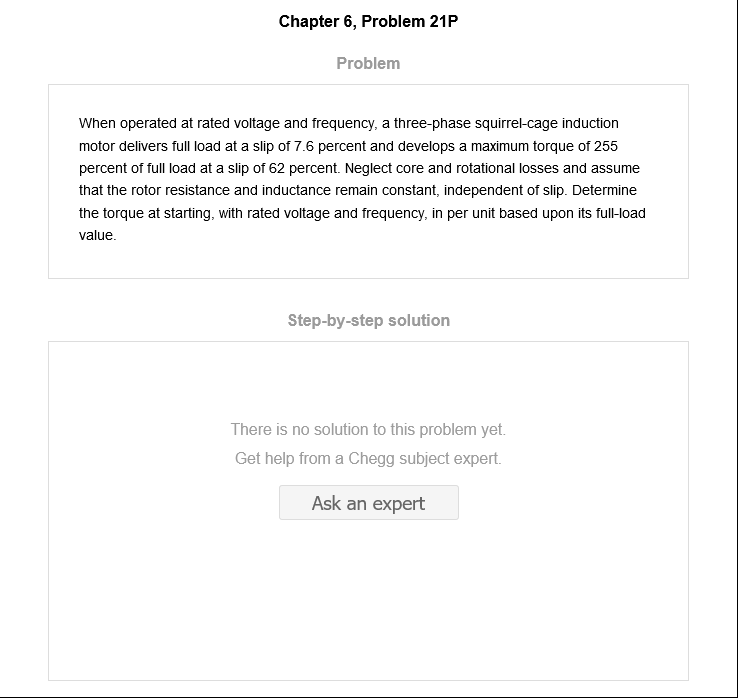 Chapter 6, Problem 21P
Problem
When operated at rated voltage and frequency, a three-phase squirrel-cage induction
motor delivers full load at a slip of 7.6 percent and develops a maximum torque of 255
percent of full load at a slip of 62 percent. Neglect core and rotational losses and assume
that the rotor resistance and inductance remain constant, independent of slip. Determine
the torque at starting, with rated voltage and frequency, in per unit based upon its full-load
value.
Step-by-step solution
There is no solution to this problem yet.
Get help from a Chegg subject expert.
Ask an expert